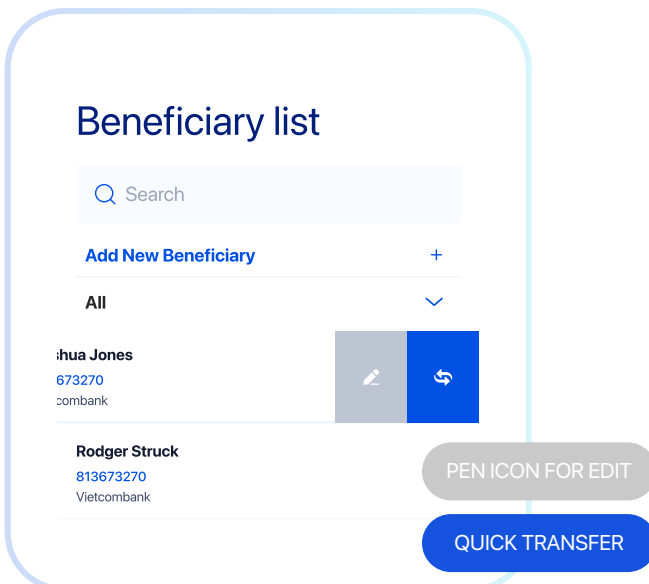 Beneficiary list
Search
Add New Beneficiary +
All
shua Jones
673270
combank
Rodger Struck
813673270
Vietcombank
PEN ICON FOR EDIT
QUICK TRANSFER